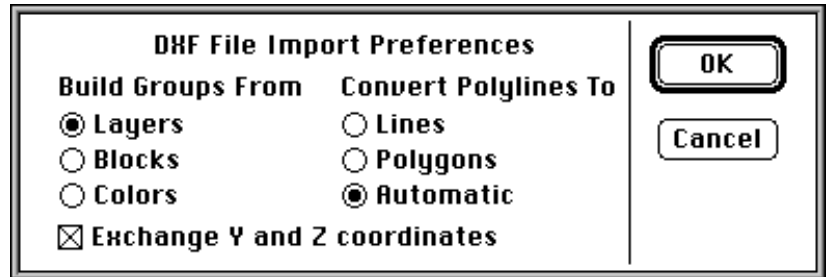 DXF File Import Preferences
Build Groups From
Layers
Blocks
Colors
Convert Polylines To
Lines
Polygons
Automatic
Exchange Y and Z coordinates
OK
Cancel